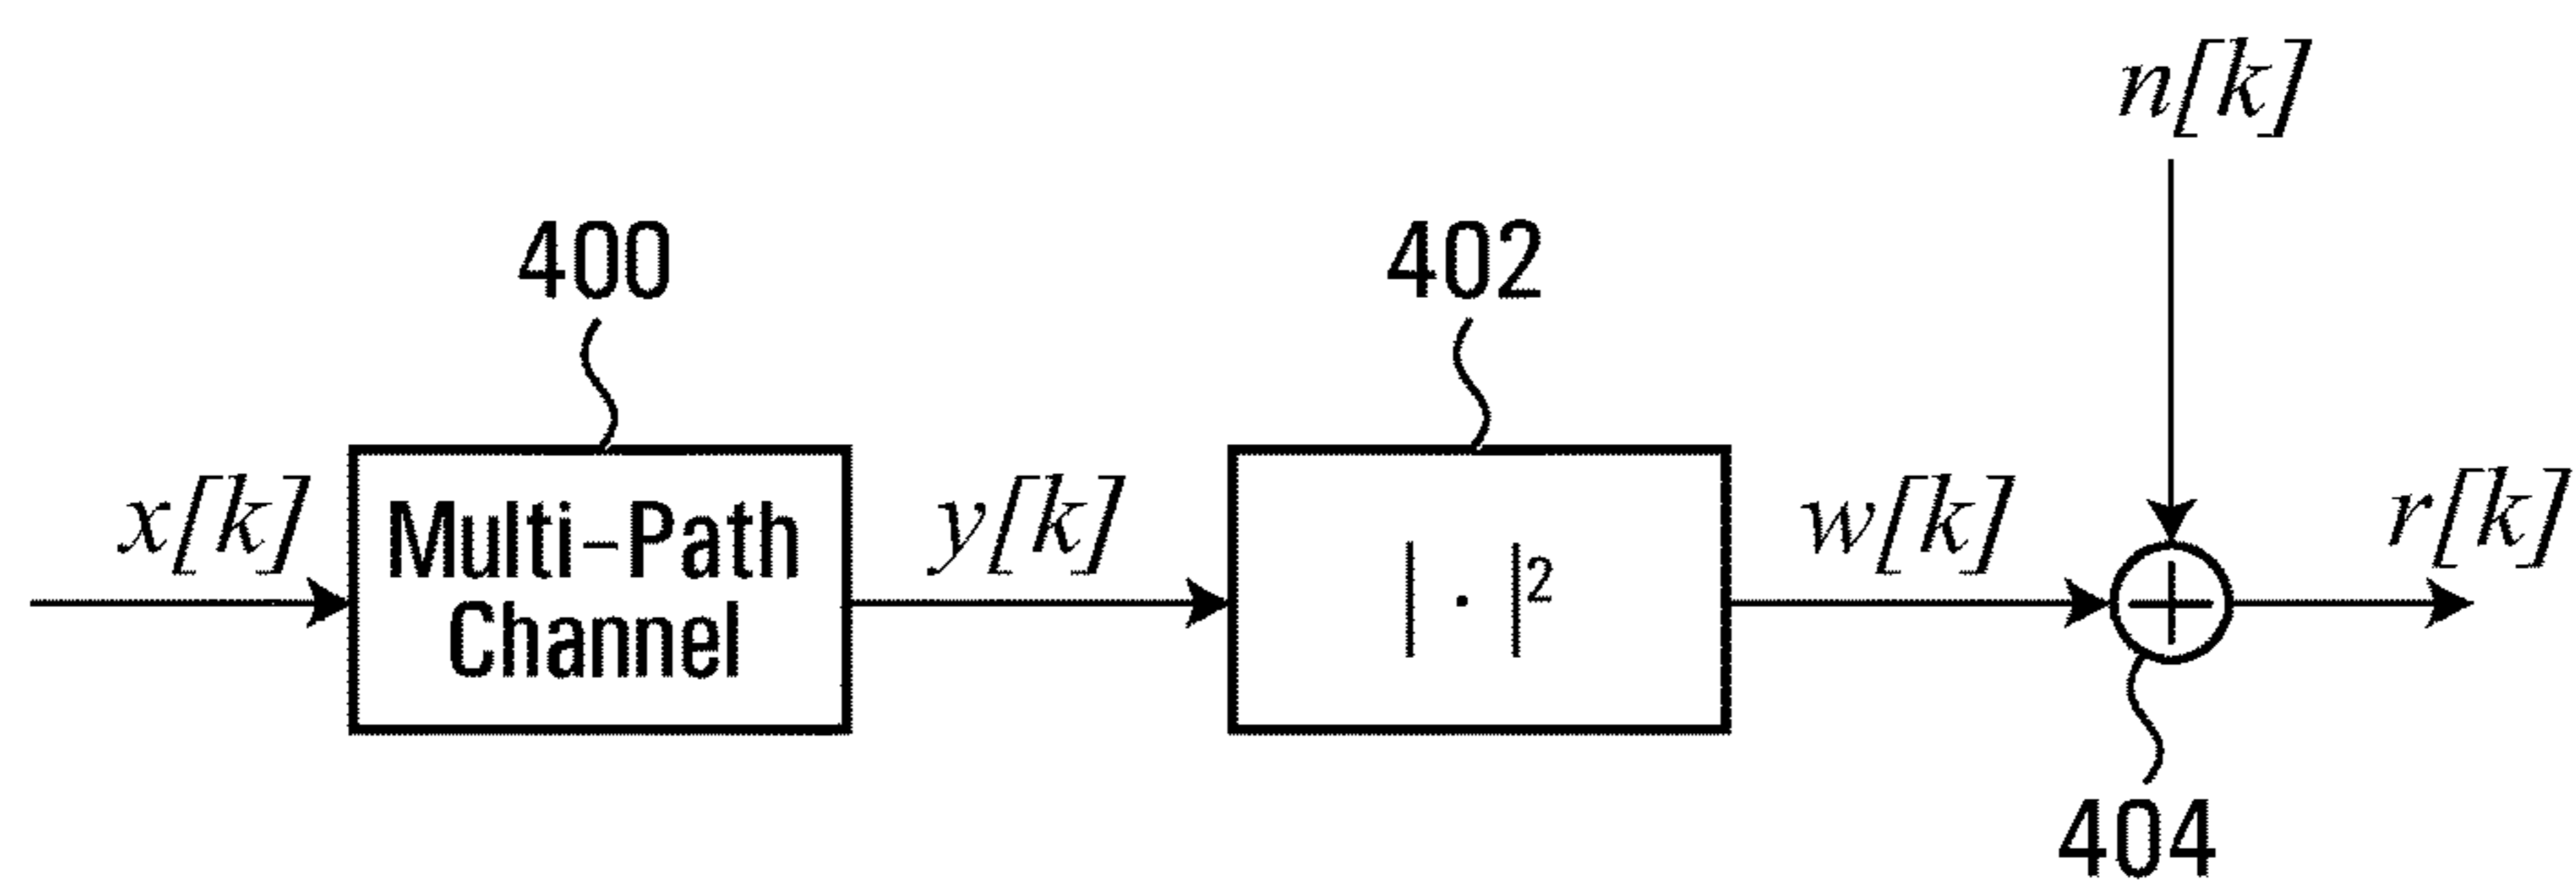 n[k]
400
402
x[k]
Multi-Path
Channel
y[k]
| · |²
w[k]
r[k]
404